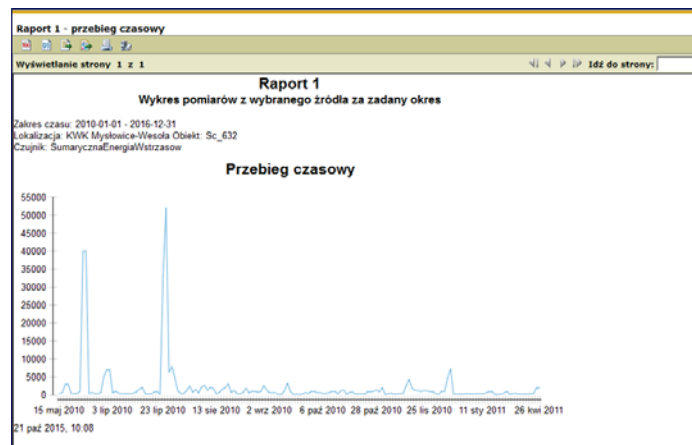 Raport 1 - przebieg czasowy
Wyświetlanie strony 1 z 1
Idź do strony:
Raport 1
Wykres pomiarów z wybranego źródła za zadany okres
Zakres czasu: 2010-01-01 - 2016-12-31
Lokalizacja: KWK Mysłowice-Wesoła Obiekt: Sc_632
Czujnik: SumarycznaEnergiaWstrzasow
Przebieg czasowy
55000
50000
45000
40000
35000
30000
25000
20000
15000
10000
5000
0
15 maj 2010 3 lip 2010 23 lip 2010 13 sie 2010 2 wrz 2010 6 paź 2010 28 paź 2010 25 lis 2010 11 sty 2011 26 kwi 2011
21 paź 2015, 10:08